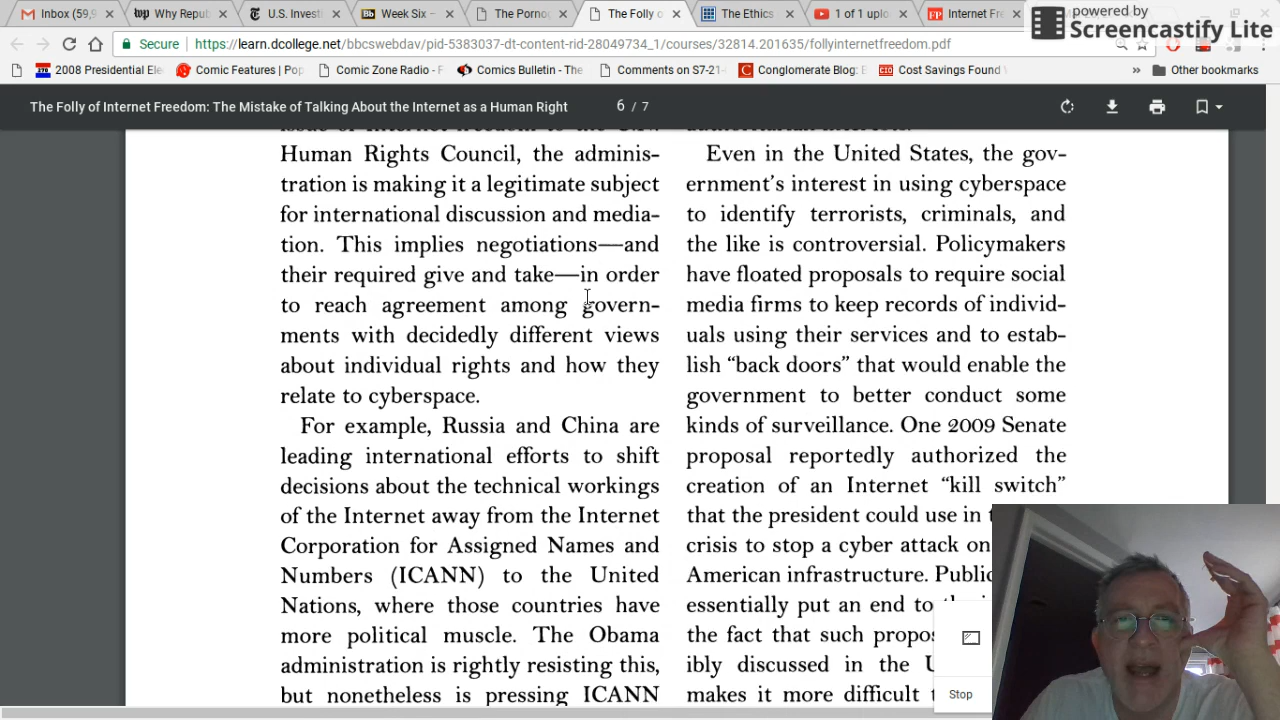 Inbox (59,9
Why Repub
U.S. Investi
Week Six –
The Pornog
The Folly o
The Ethics
1 of 1 uplo
Internet Fre
powered by
Screencastify Lite
Secure
https://learn.dcollege.net/bbcswebdav/pid-5383037-dt-content-rid-28049734_1/courses/32814.201635/follyinternetfreedom.pdf
2008 Presidential Ele
Comic Features | Pop
Comic Zone Radio - F
Comics Bulletin - The
Comments on S7-21-
Conglomerate Blog:
Cost Savings Found
»
Other bookmarks
The Folly of Internet Freedom: The Mistake of Talking About the Internet as a Human Right
6 / 7
Human Rights Council, the adminis-
tration is making it a legitimate subject
for international discussion and media-
tion. This implies negotiations—and
their required give and take—in order
to reach agreement among govern-
ments with decidedly different views
about individual rights and how they
relate to cyberspace.
For example, Russia and China are
leading international efforts to shift
decisions about the technical workings
of the Internet away from the Internet
Corporation for Assigned Names and
Numbers (ICANN) to the United
Nations, where those countries have
more political muscle. The Obama
administration is rightly resisting this,
but nonetheless is pressing ICANN
Even in the United States, the gov-
ernment’s interest in using cyberspace
to identify terrorists, criminals, and
the like is controversial. Policymakers
have floated proposals to require social
media firms to keep records of individ-
uals using their services and to estab-
lish “back doors” that would enable the
government to better conduct some
kinds of surveillance. One 2009 Senate
proposal reportedly authorized the
creation of an Internet “kill switch”
that the president could use in
crisis to stop a cyber attack on
American infrastructure. Public
essentially put an end to
the fact that such propos
ibly discussed in the U
makes it more difficult
Stop